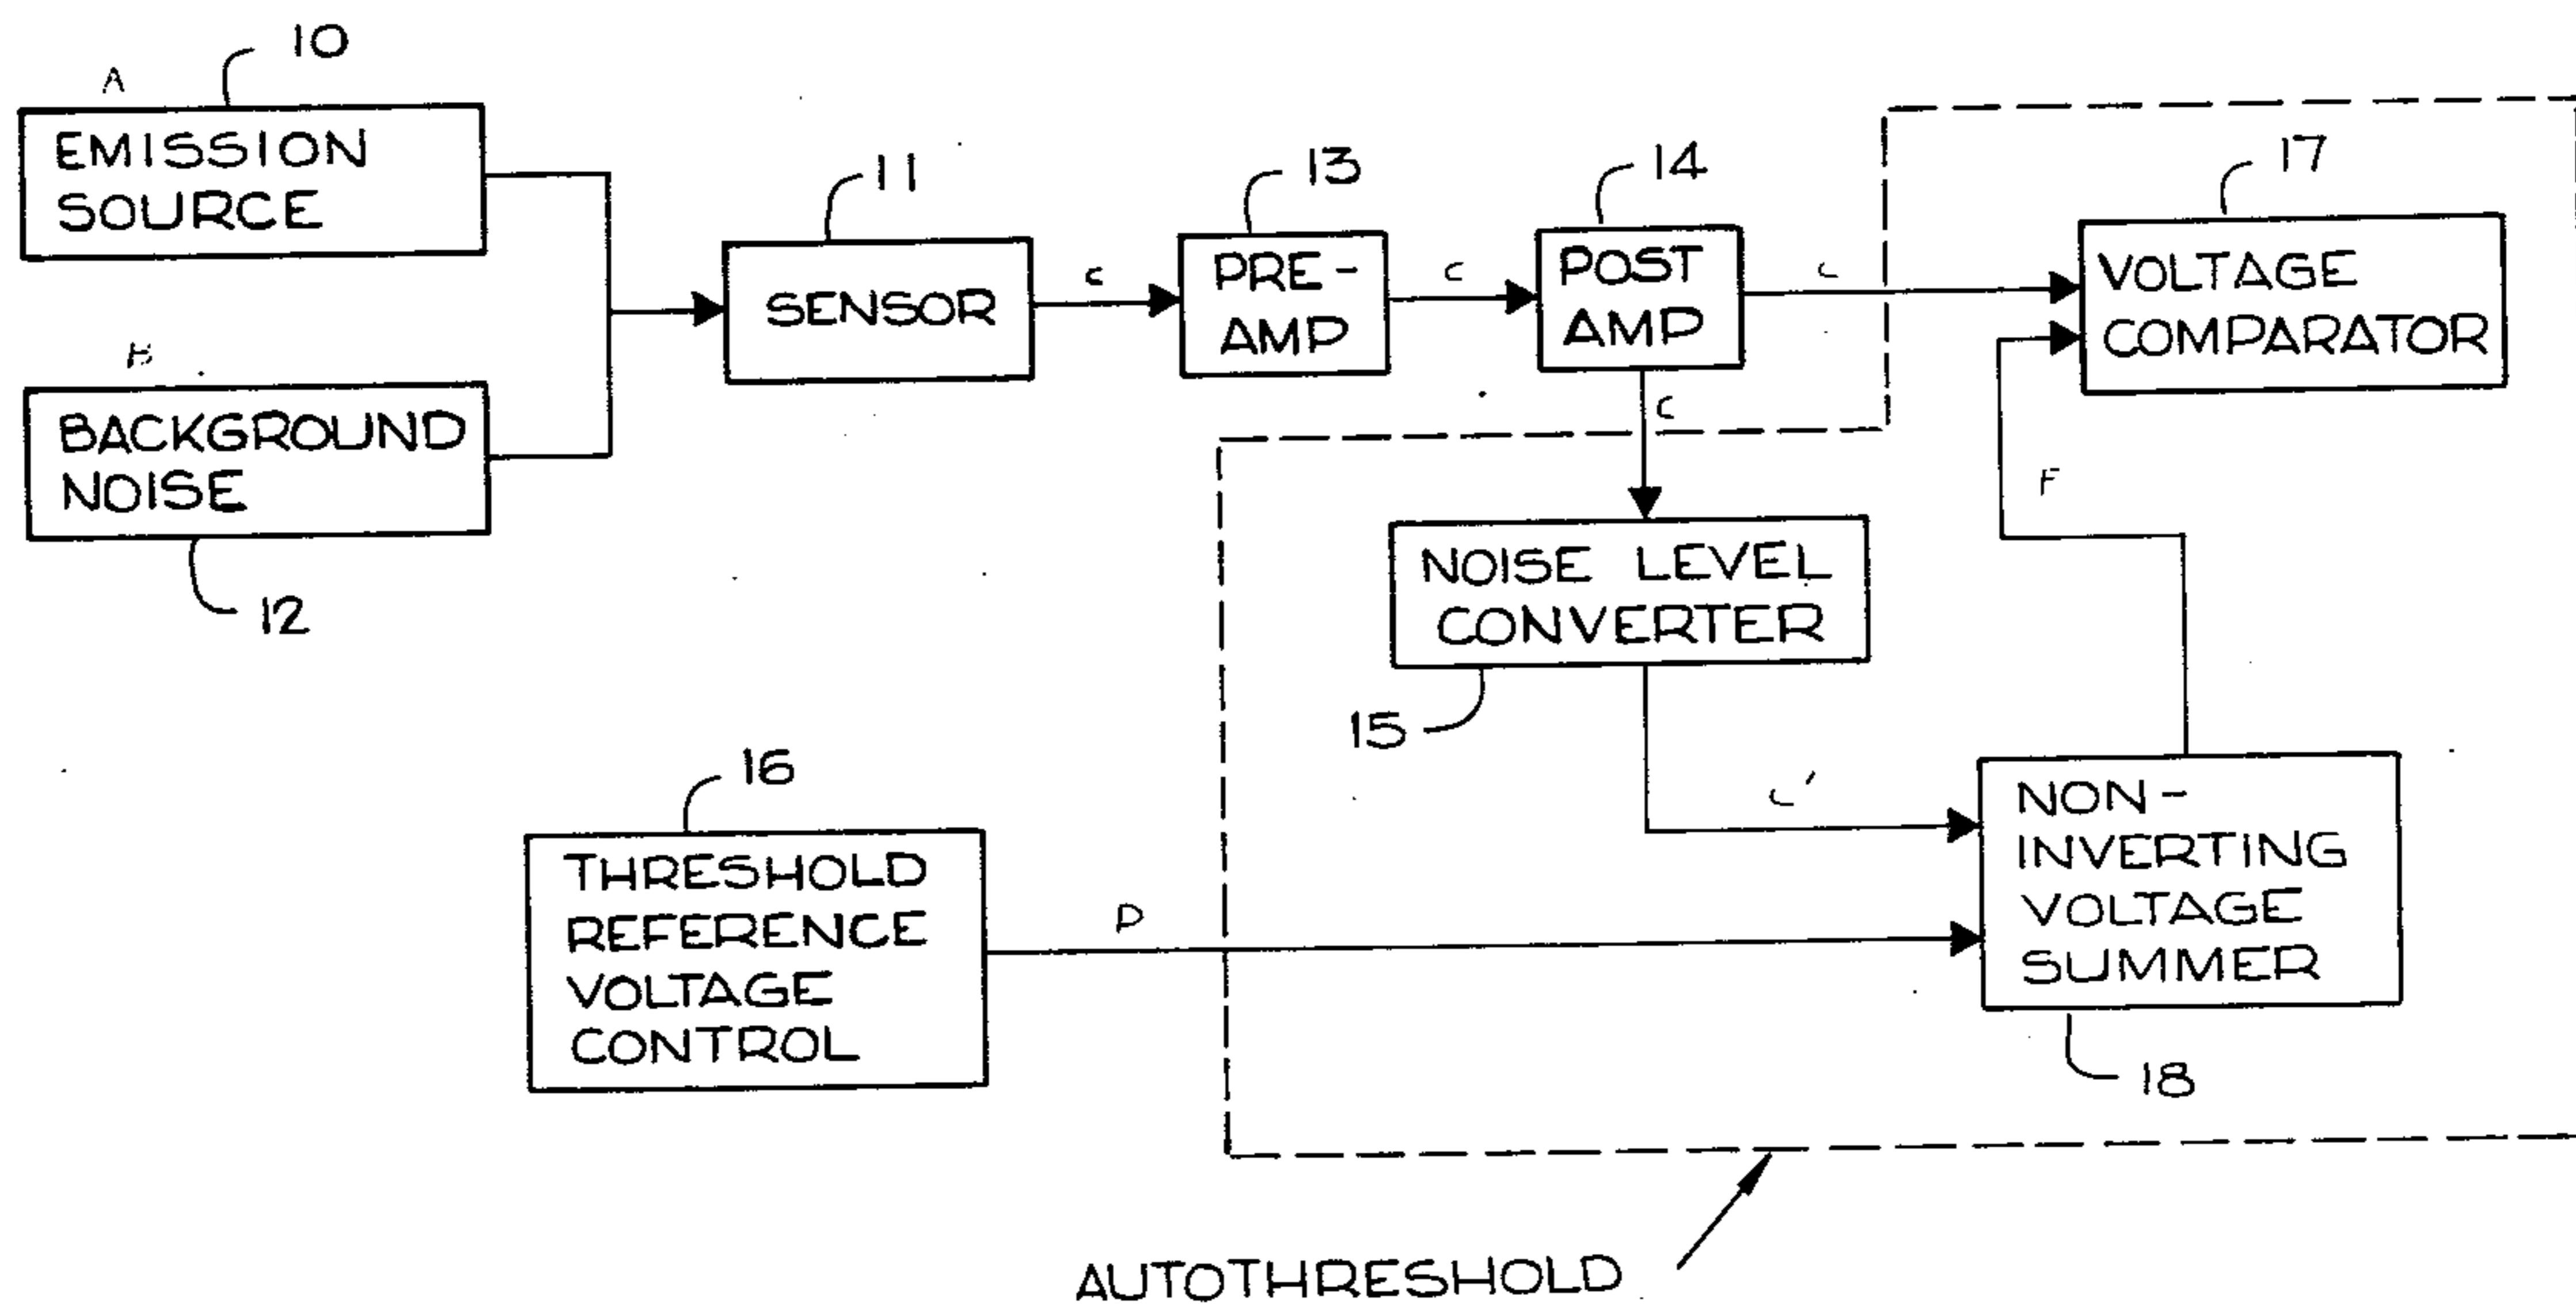 10
A
EMISSION
SOURCE
B
BACKGROUND
NOISE
12
11
SENSOR
C
13
PRE-
AMP
C
14
POST
AMP
C
C
17
VOLTAGE
COMPARATOR
F
NOISE LEVEL
CONVERTER
15
C'
16
THRESHOLD
REFERENCE
VOLTAGE
CONTROL
D
NON-
INVERTING
VOLTAGE
SUMMER
18
AUTOTHRESHOLD